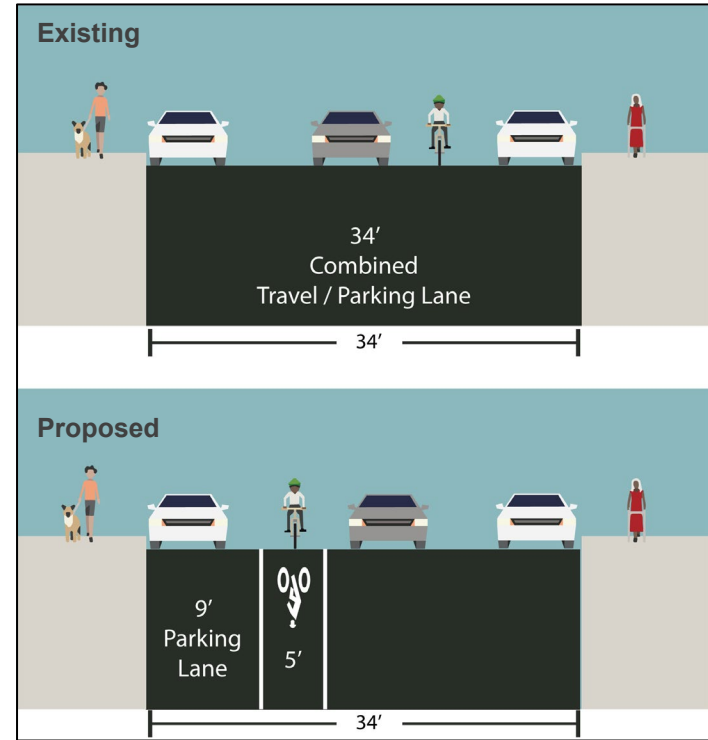 Existing
34’
Combined
Travel / Parking Lane
34’
Proposed
9’
Parking
Lane
5’
34’